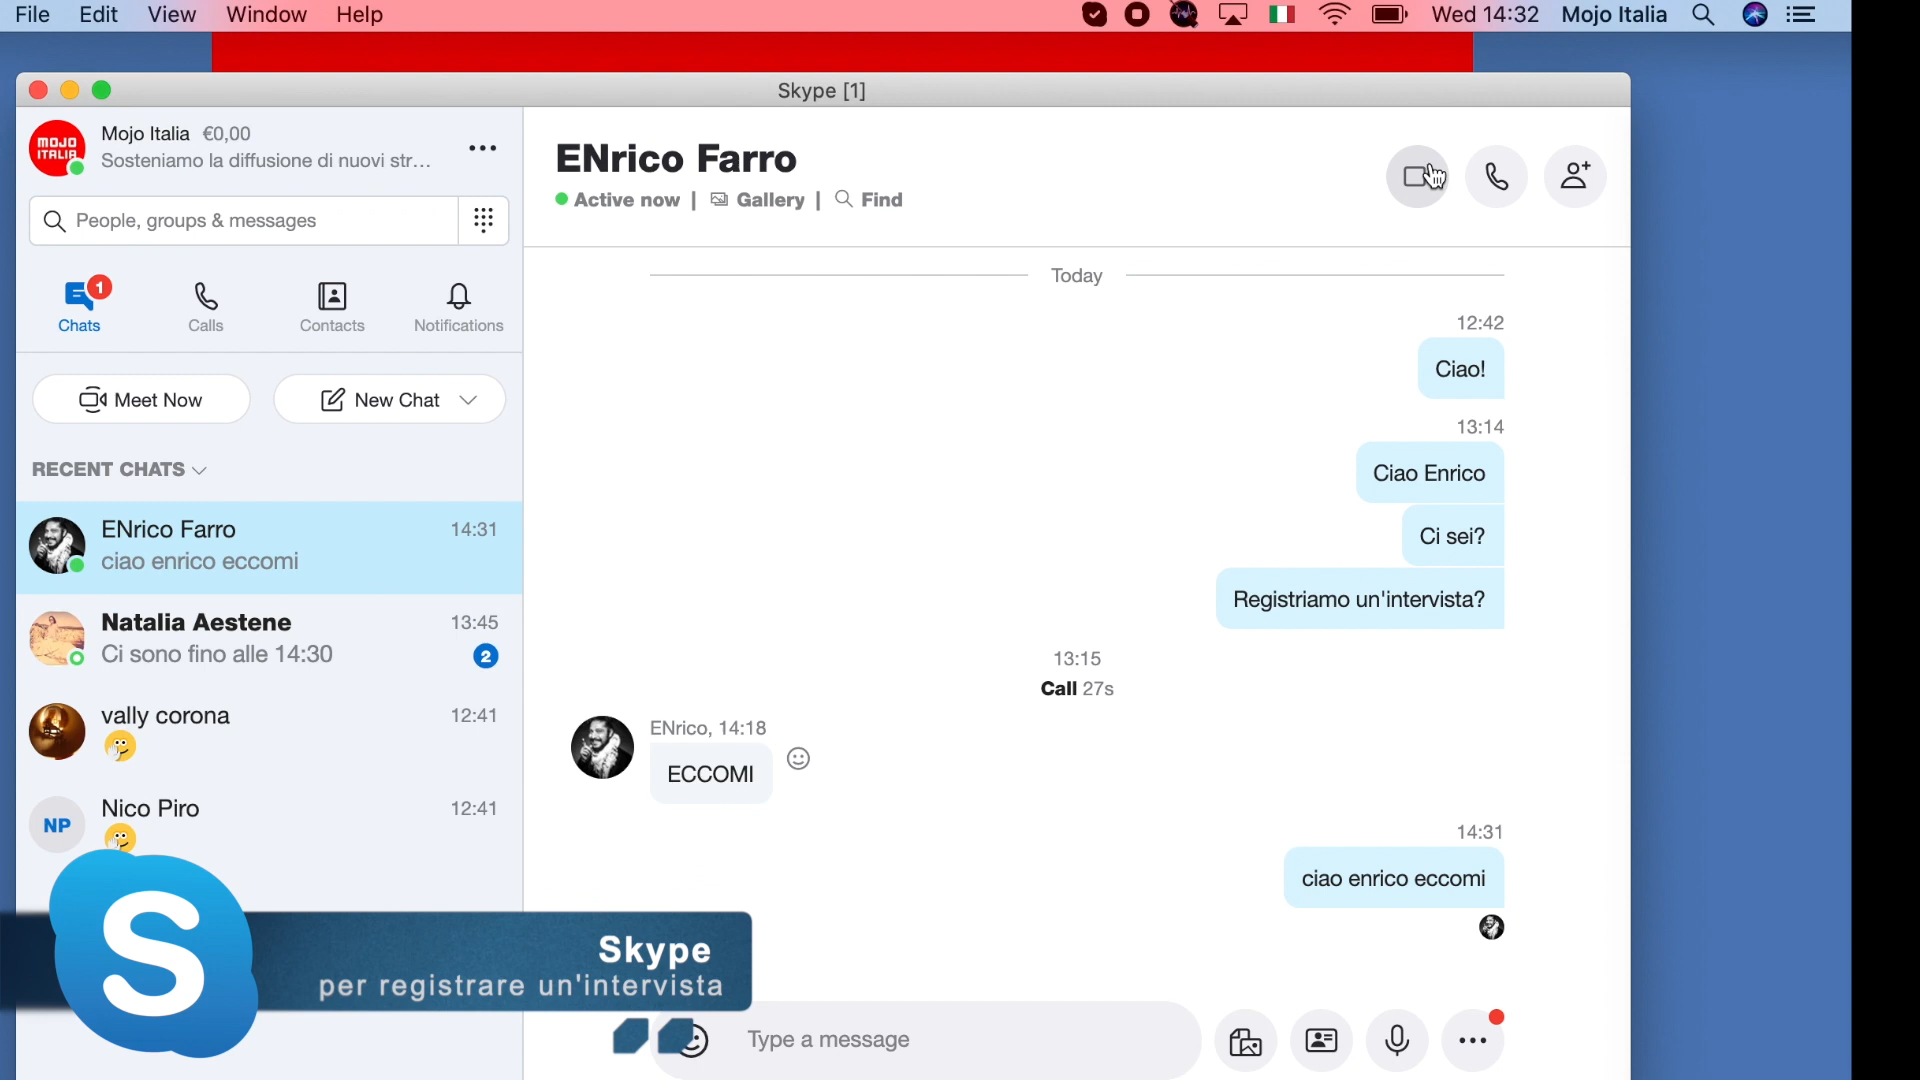 File Edit View Window Help
Wed 14:32 Mojo Italia
Skype [1]
MOJO
ITALIA
Mojo Italia €0,00
Sosteniamo la diffusione di nuovi str...
People, groups & messages
1
Chats
Calls
Contacts
Notifications
Meet Now
New Chat
RECENT CHATS
ENrico Farro 14:31
ciao enrico eccomi
Natalia Aestene 13:45
Ci sono fino alle 14:30 2
vally corona 12:41
NP
Nico Piro 12:41
ENrico Farro
Active now | Gallery | Find
Today
12:42
Ciao!
13:14
Ciao Enrico
Ci sei?
Registriamo un'intervista?
13:15
Call 27s
ENrico, 14:18
ECCOMI
14:31
ciao enrico eccomi
Type a message
S
Skype
per registrare un'intervista